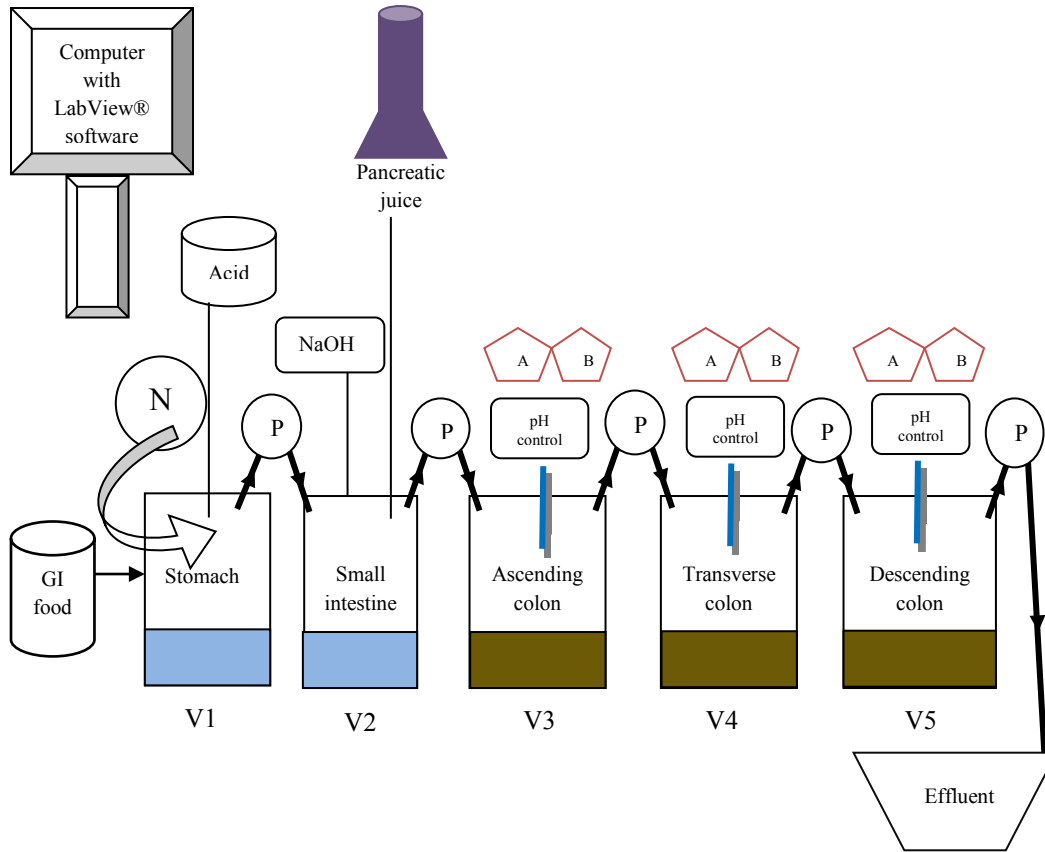 Computer
with
LabView®
software
Pancreatic
juice
Acid
NaOH
A B
A B
A B
N
P
P
pH
control
P
pH
control
P
pH
control
P
GI
food
Stomach
Small
intestine
Ascending
colon
Transverse
colon
Descending
colon
V1
V2
V3
V4
V5
Effluent